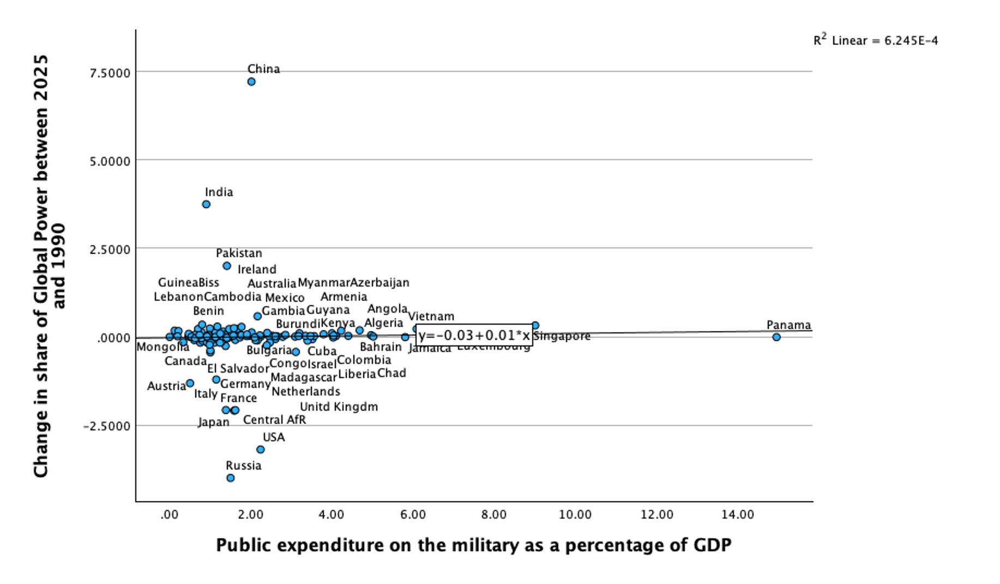 R2 Linear = 6.245E-4
China
7.5000
5.0000
India
2.5000
Pakistan
Ireland
GuineaBiss Australia Myanmar Azerbaijan
Lebanon Cambodia Mexico Armenia
Benin Gambia Guyana Angola Vietnam
Burundi Kenya Algeria
Panama
.0000
y=-0.03+0.01*x Singapore
Mongolia Bulgaria Cuba Bahrain Jamaica Luxembourg
Canada El Salvador Congo Israel Colombia
Madagascar Liberia Chad
Austria Germany
Italy France Netherlands
Unitd Kingdm
Japan Central AfR
-2.5000
USA
Russia
.00 2.00 4.00 6.00 8.00 10.00 12.00 14.00
Public expenditure on the military as a percentage of GDP
Change in share of Global Power between 2025
and 1990